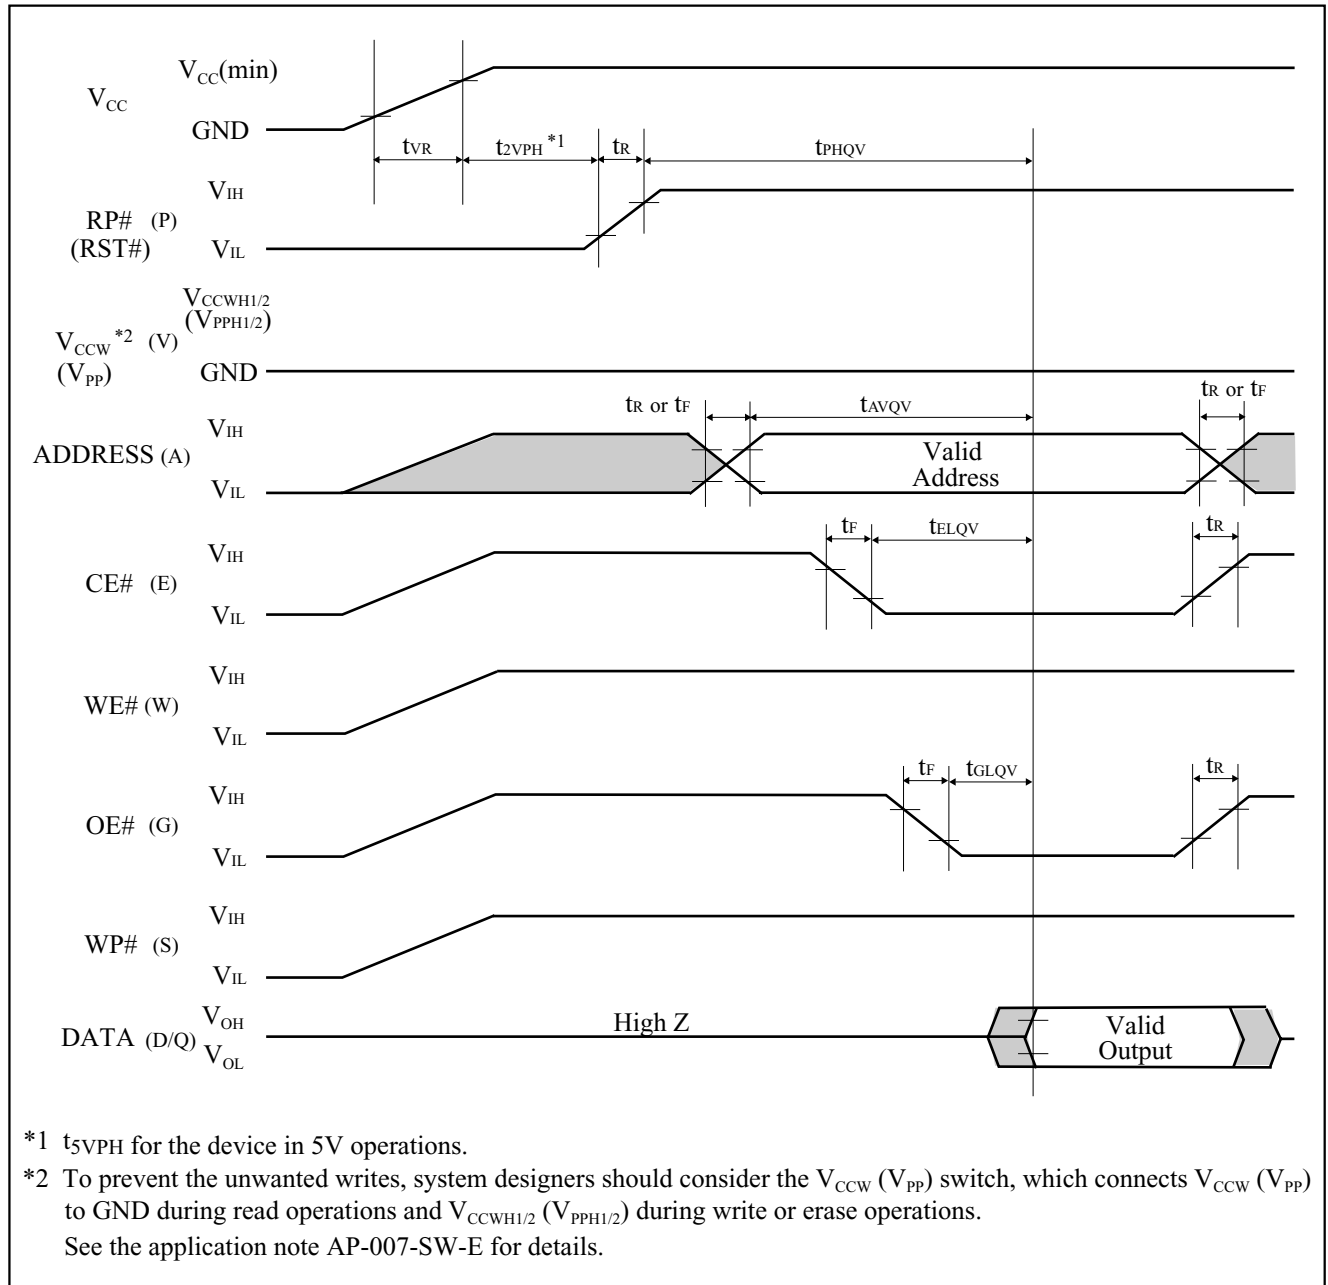 VCC(min)
VCC
GND
tVR
t2VPH *1
tR
tPHQV
VIH
RP# (P)
(RST#)
VIL
VCCWH1/2
(VPPH1/2)
VCCW *2 (V)
(VPP)
GND
tR or tF
tAVQV
tR or tF
VIH
ADDRESS (A)
Valid
Address
VIL
tF
tELQV
tR
VIH
CE# (E)
VIL
VIH
WE# (W)
VIL
tF
tGLQV
tR
VIH
OE# (G)
VIL
VIH
WP# (S)
VIL
VOH
DATA (D/Q)
VOL
High Z
Valid
Output
*1 t5VPH for the device in 5V operations.
*2 To prevent the unwanted writes, system designers should consider the VCCW (VPP) switch, which connects VCCW (VPP)
to GND during read operations and VCCWH1/2 (VPPH1/2) during write or erase operations.
See the application note AP-007-SW-E for details.